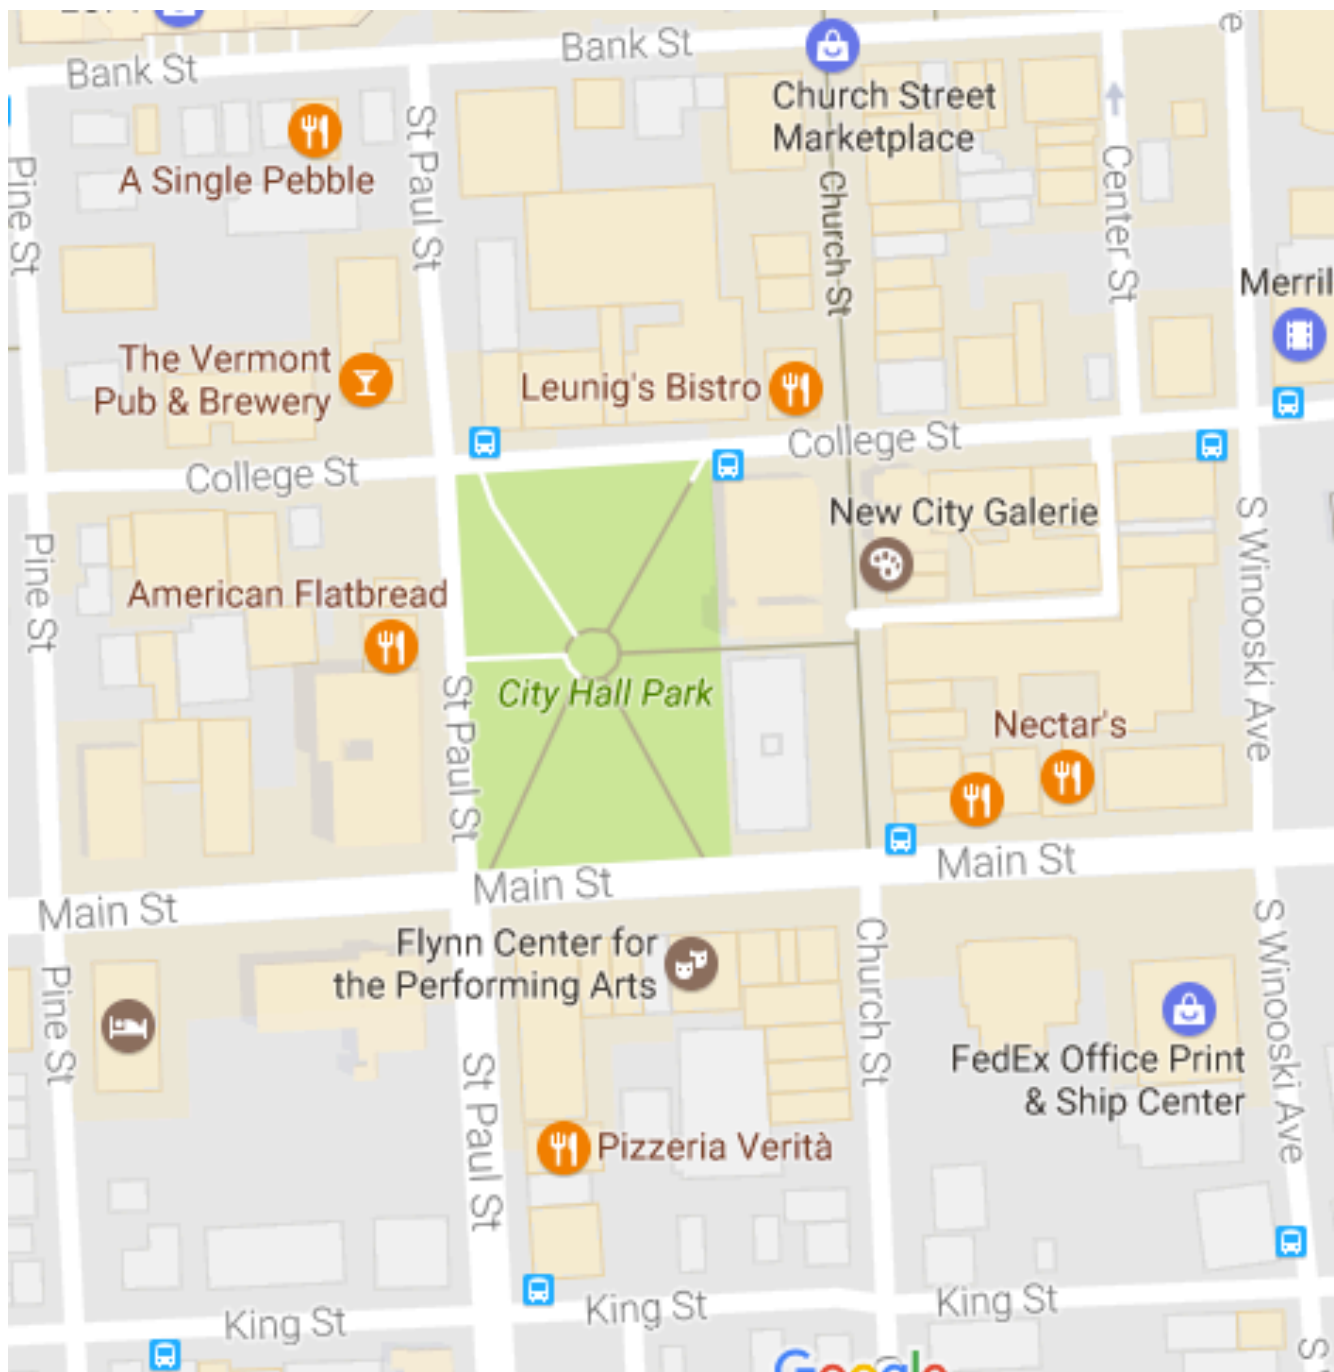 Bank St
Bank St
Church Street
Marketplace
A Single Pebble
St Paul St
Pine St
Church St
Center St
Merril
The Vermont
Pub & Brewery
Leunig's Bistro
College St
College St
New City Galerie
S Winooski Ave
Pine St
American Flatbread
City Hall Park
St Paul St
Nectar's
Main St
Main St
Main St
Flynn Center for
the Performing Arts
Church St
S Winooski Ave
Pine St
FedEx Office Print
& Ship Center
St Paul St
Pizzeria Verità
King St
King St
King St
Google